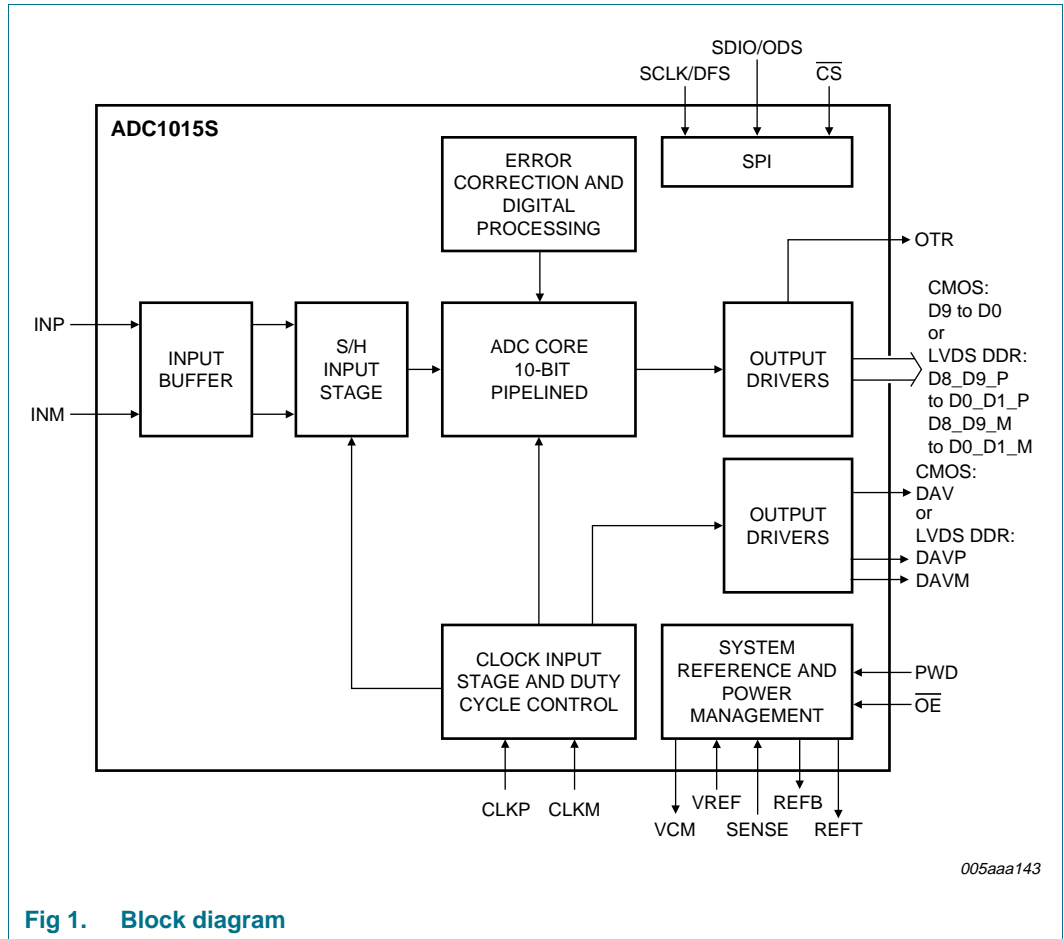 SDIO/ODS
SCLK/DFS
CS
ADC1015S
ERROR
CORRECTION AND
DIGITAL
PROCESSING
SPI
OTR
INP
INM
INPUT
BUFFER
S/H
INPUT
STAGE
ADC CORE
10-BIT
PIPELINED
OUTPUT
DRIVERS
CMOS:
D9 to D0
or
LVDS DDR:
D8_D9_P
to D0_D1_P
D8_D9_M
to D0_D1_M
OUTPUT
DRIVERS
CMOS:
DAV
or
LVDS DDR:
DAVP
DAVM
CLOCK INPUT
STAGE AND DUTY
CYCLE CONTROL
SYSTEM
REFERENCE AND
POWER
MANAGEMENT
PWD
OE
CLKP
CLKM
VCM
VREF
SENSE
REFB
REFT
005aaa143
Fig 1. Block diagram